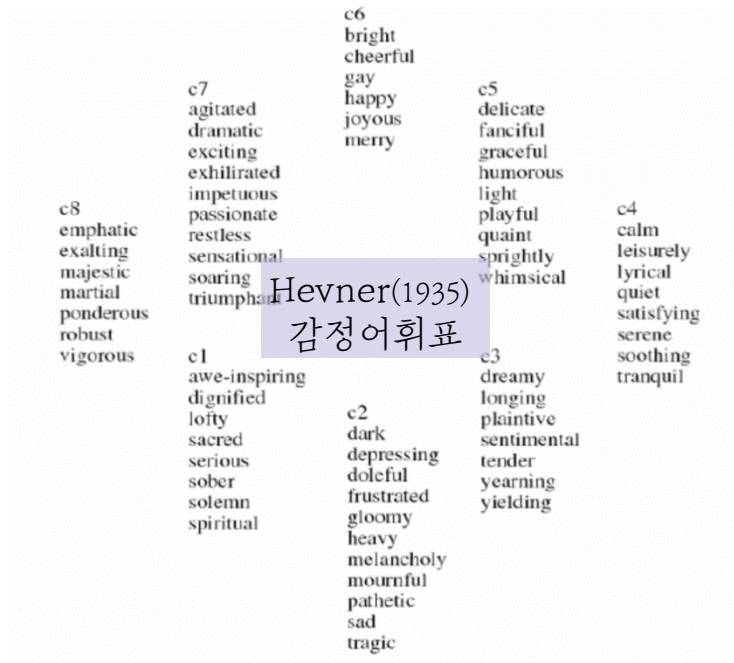 c6
bright
cheerful
gay
happy
joyous
merry
c7
agitated
dramatic
exciting
exhilirated
impetuous
passionate
restless
sensational
soaring
triumphant
c5
delicate
fanciful
graceful
humorous
light
playful
quaint
sprightly
whimsical
c8
emphatic
exalting
majestic
martial
ponderous
robust
vigorous
c4
calm
leisurely
lyrical
quiet
satisfying
serene
soothing
tranquil
Hevner(1935)
감정어휘표
c1
awe-inspiring
dignified
lofty
sacred
serious
sober
solemn
spiritual
c2
dark
depressing
doleful
frustrated
gloomy
heavy
melancholy
mournful
pathetic
sad
tragic
c3
dreamy
longing
plaintive
sentimental
tender
yearning
yielding